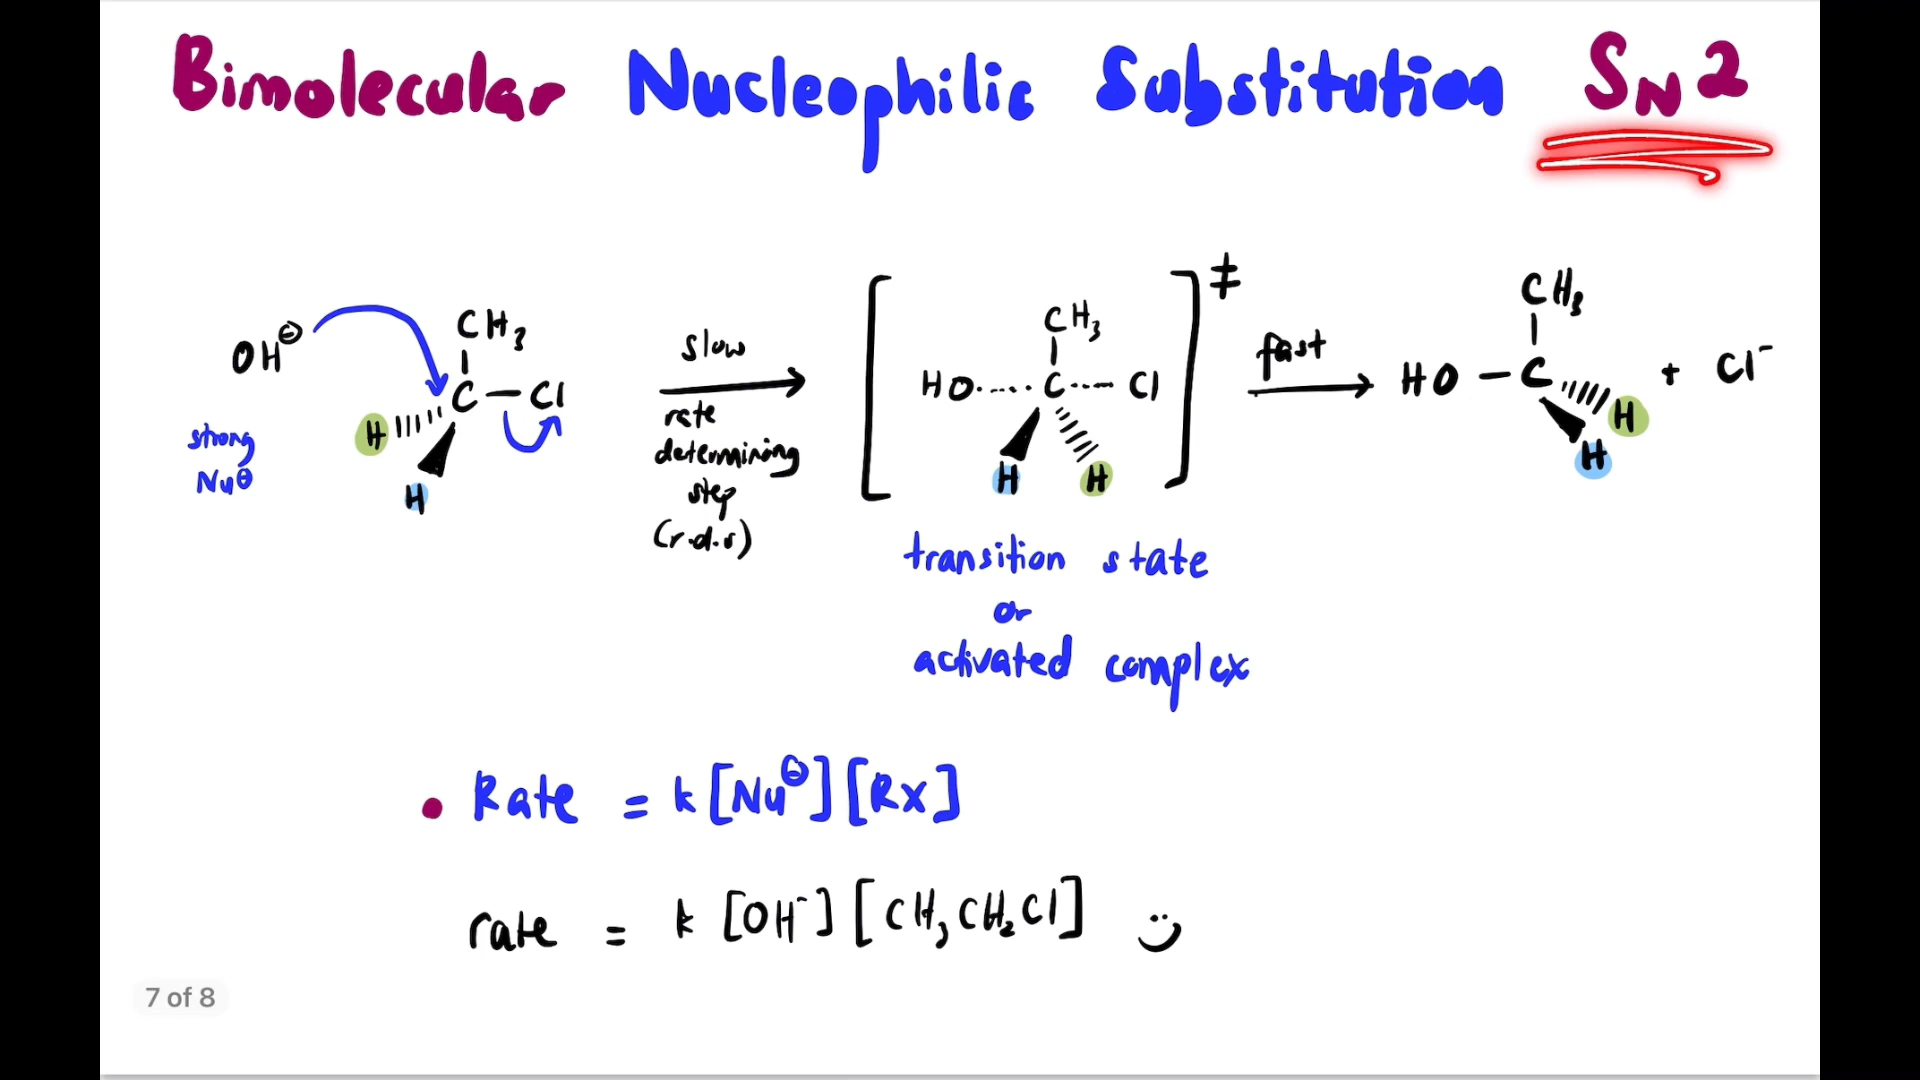 Bimolecular Nucleophilic Substitution SN2
OH⊖
CH3
C — Cl
H
H
strong
Nu⊖
slow
rate
determining
step
(r.d.s)
[HO....C----Cl]‡
CH3
H H
transition state
or
activated complex
fast
CH3
HO — C
H
H
+ Cl⁻
• Rate = k[Nu⊖][RX]
rate = k [OH⁻][CH3CH2Cl] :)
7 of 8